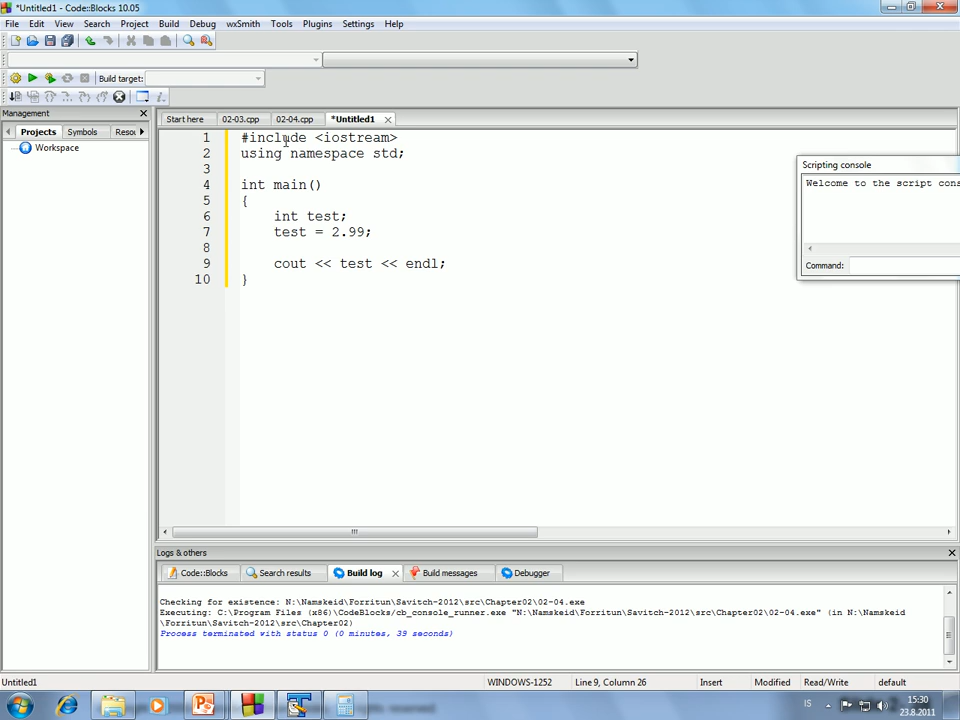 *Untitled1 - Code::Blocks 10.05
File Edit View Search Project Build Debug wxSmith Tools Plugins Settings Help
Build target:
Management
Start here 02-03.cpp 02-04.cpp *Untitled1
Projects Symbols Resou
Workspace
1 #include <iostream>
2 using namespace std;
3
4 int main()
5 {
6 int test;
7 test = 2.99;
8
9 cout << test << endl;
10 }
Scripting console
Welcome to the script cons
Command:
Logs & others
Code::Blocks Search results Build log Build messages Debugger
Checking for existence: N:\Namskeid\Forritun\Savitch-2012\src\Chapter02\02-04.exe
Executing: C:\Program Files (x86)\CodeBlocks/cb_console_runner.exe "N:\Namskeid\Forritun\Savitch-2012\src\Chapter02\02-04.exe" (in N:\Namskeid
\Forritun\Savitch-2012\src\Chapter02)
Process terminated with status 0 (0 minutes, 39 seconds)
Untitled1 WINDOWS-1252 Line 9, Column 26 Insert Modified Read/Write default
IS 15:30
23.8.2011